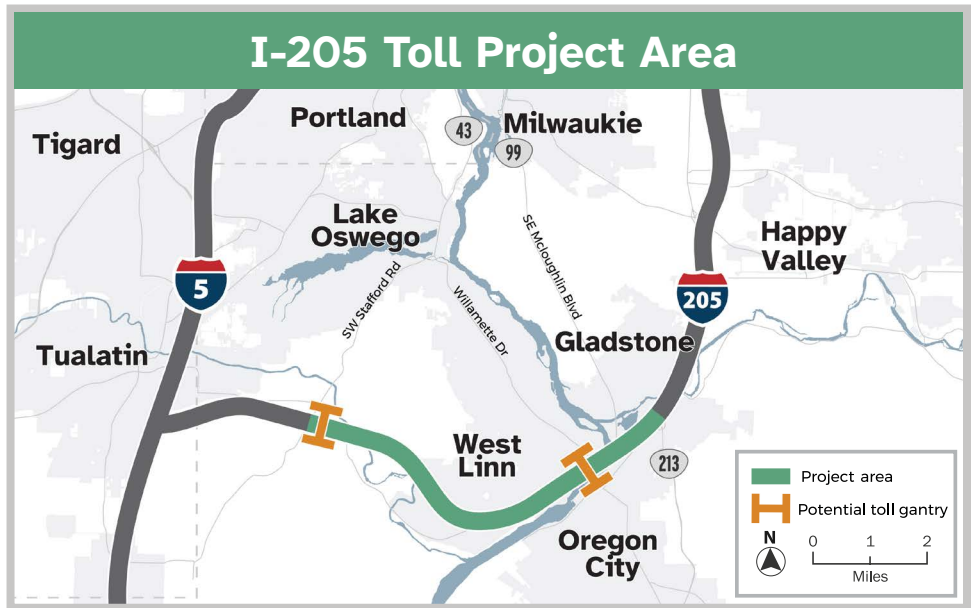 I-205 Toll Project Area
Portland
Tigard
43
Milwaukie
99
Lake
Oswego
SE Mcloughlin Blvd
Happy
Valley
5
205
SW Stafford Rd
Willamette Dr
Gladstone
Tualatin
West
Linn
213
Oregon
City
Project area
Potential toll gantry
N
0 1 2
Miles